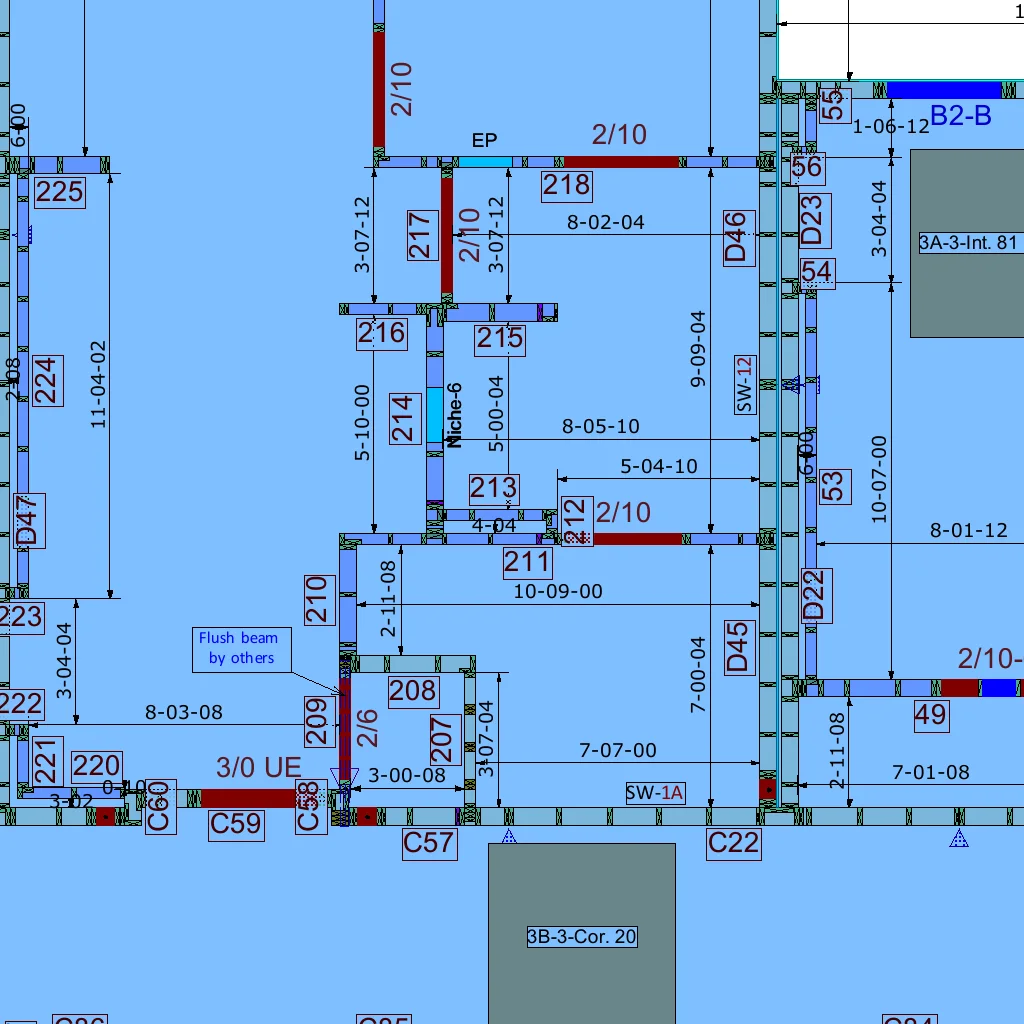 6-00
2/10
EP
2/10
B2-B
55
1-06-12
225
218
56
3-07-12
217
2/10
3-07-12
8-02-04
D46
D23
3-04-04
3A-3-Int. 81
54
216
215
2-08
224
11-04-02
9-09-04
SW-12
5-10-00
214
Niche-6
5-00-04
8-05-10
6-00
10-07-00
5-04-10
53
D47
213
4-04
212
2/10
8-01-12
211
210
2-11-08
10-09-00
D22
223
Flush beam
by others
3-04-04
7-00-04
D45
2/10-
208
222
8-03-08
209
2/6
207
3-07-04
49
2-11-08
7-07-00
7-01-08
221
220
3/0 UE
3-00-08
SW-1A
3-02
C60
C59
C58
C57
C22
3B-3-Cor. 20